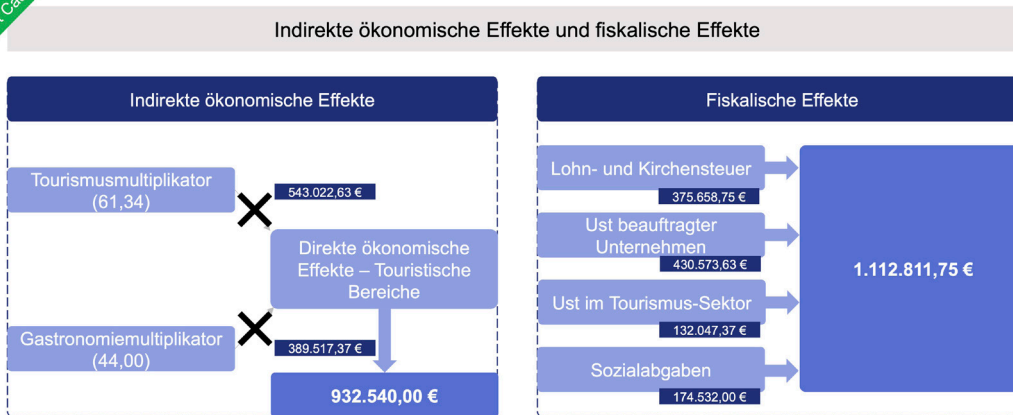 Indirekte ökonomische Effekte und fiskalische Effekte
Indirekte ökonomische Effekte
Tourismusmultiplikator
(61,34)
543.022,63 €
Direkte ökonomische
Effekte – Touristische
Bereiche
Gastronomiemultiplikator
(44,00)
389.517,37 €
932.540,00 €
Fiskalische Effekte
Lohn- und Kirchensteuer
375.658,75 €
Ust beauftragter
Unternehmen
430.573,63 €
Ust im Tourismus-Sektor
132.047,37 €
Sozialabgaben
174.532,00 €
1.112.811,75 €